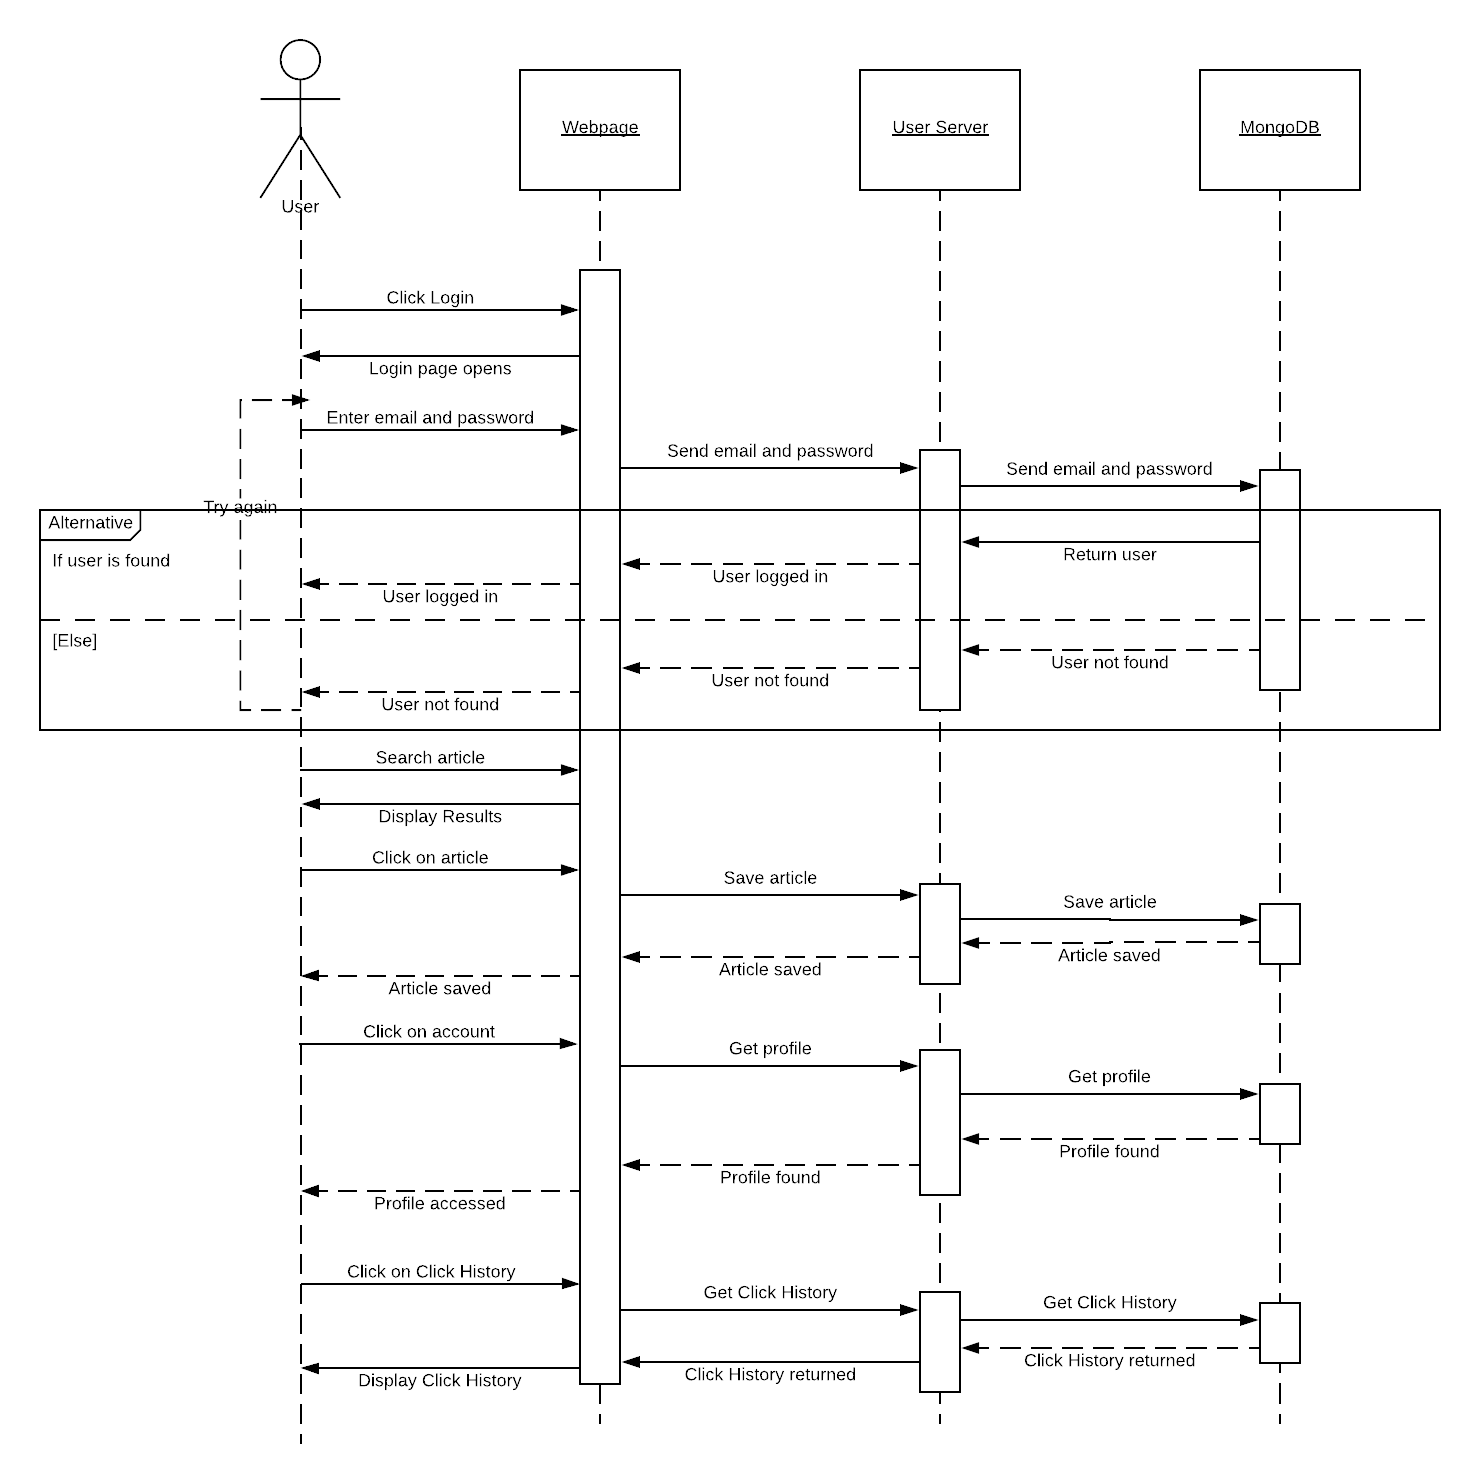 Webpage
User Server
MongoDB
User
Click Login
Login page opens
Enter email and password
Send email and password
Send email and password
Try again
Alternative
If user is found
Return user
User logged in
User logged in
[Else]
User not found
User not found
User not found
Search article
Display Results
Click on article
Save article
Save article
Article saved
Article saved
Article saved
Click on account
Get profile
Get profile
Profile found
Profile found
Profile accessed
Click on Click History
Get Click History
Get Click History
Click History returned
Click History returned
Display Click History